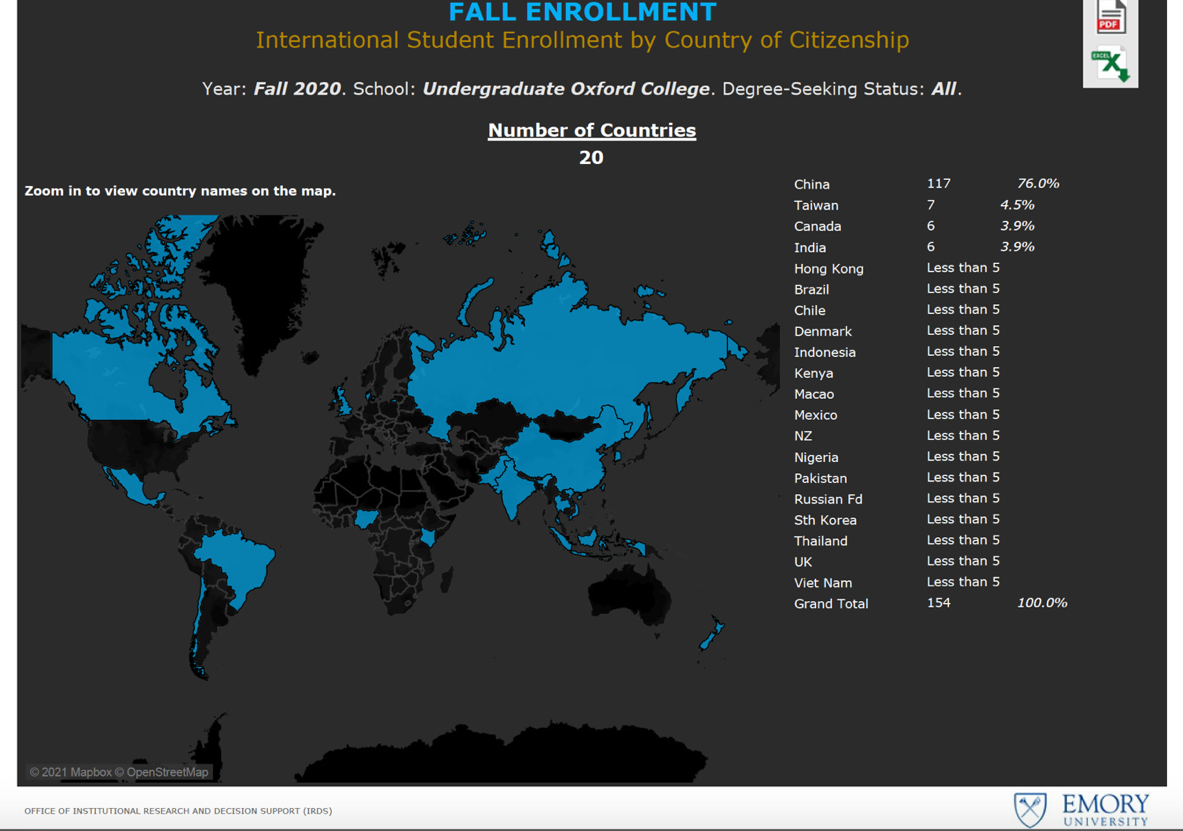 FALL ENROLLMENT
International Student Enrollment by Country of Citizenship
PDF
EXCEL
X
Year: Fall 2020. School: Undergraduate Oxford College. Degree-Seeking Status: All.
Number of Countries
20
Zoom in to view country names on the map.
China 117 76.0%
Taiwan 7 4.5%
Canada 6 3.9%
India 6 3.9%
Hong Kong Less than 5
Brazil Less than 5
Chile Less than 5
Denmark Less than 5
Indonesia Less than 5
Kenya Less than 5
Macao Less than 5
Mexico Less than 5
NZ Less than 5
Nigeria Less than 5
Pakistan Less than 5
Russian Fd Less than 5
Sth Korea Less than 5
Thailand Less than 5
UK Less than 5
Viet Nam Less than 5
Grand Total 154 100.0%
© 2021 Mapbox © OpenStreetMap
OFFICE OF INSTITUTIONAL RESEARCH AND DECISION SUPPORT (IRDS)
EMORY
UNIVERSITY